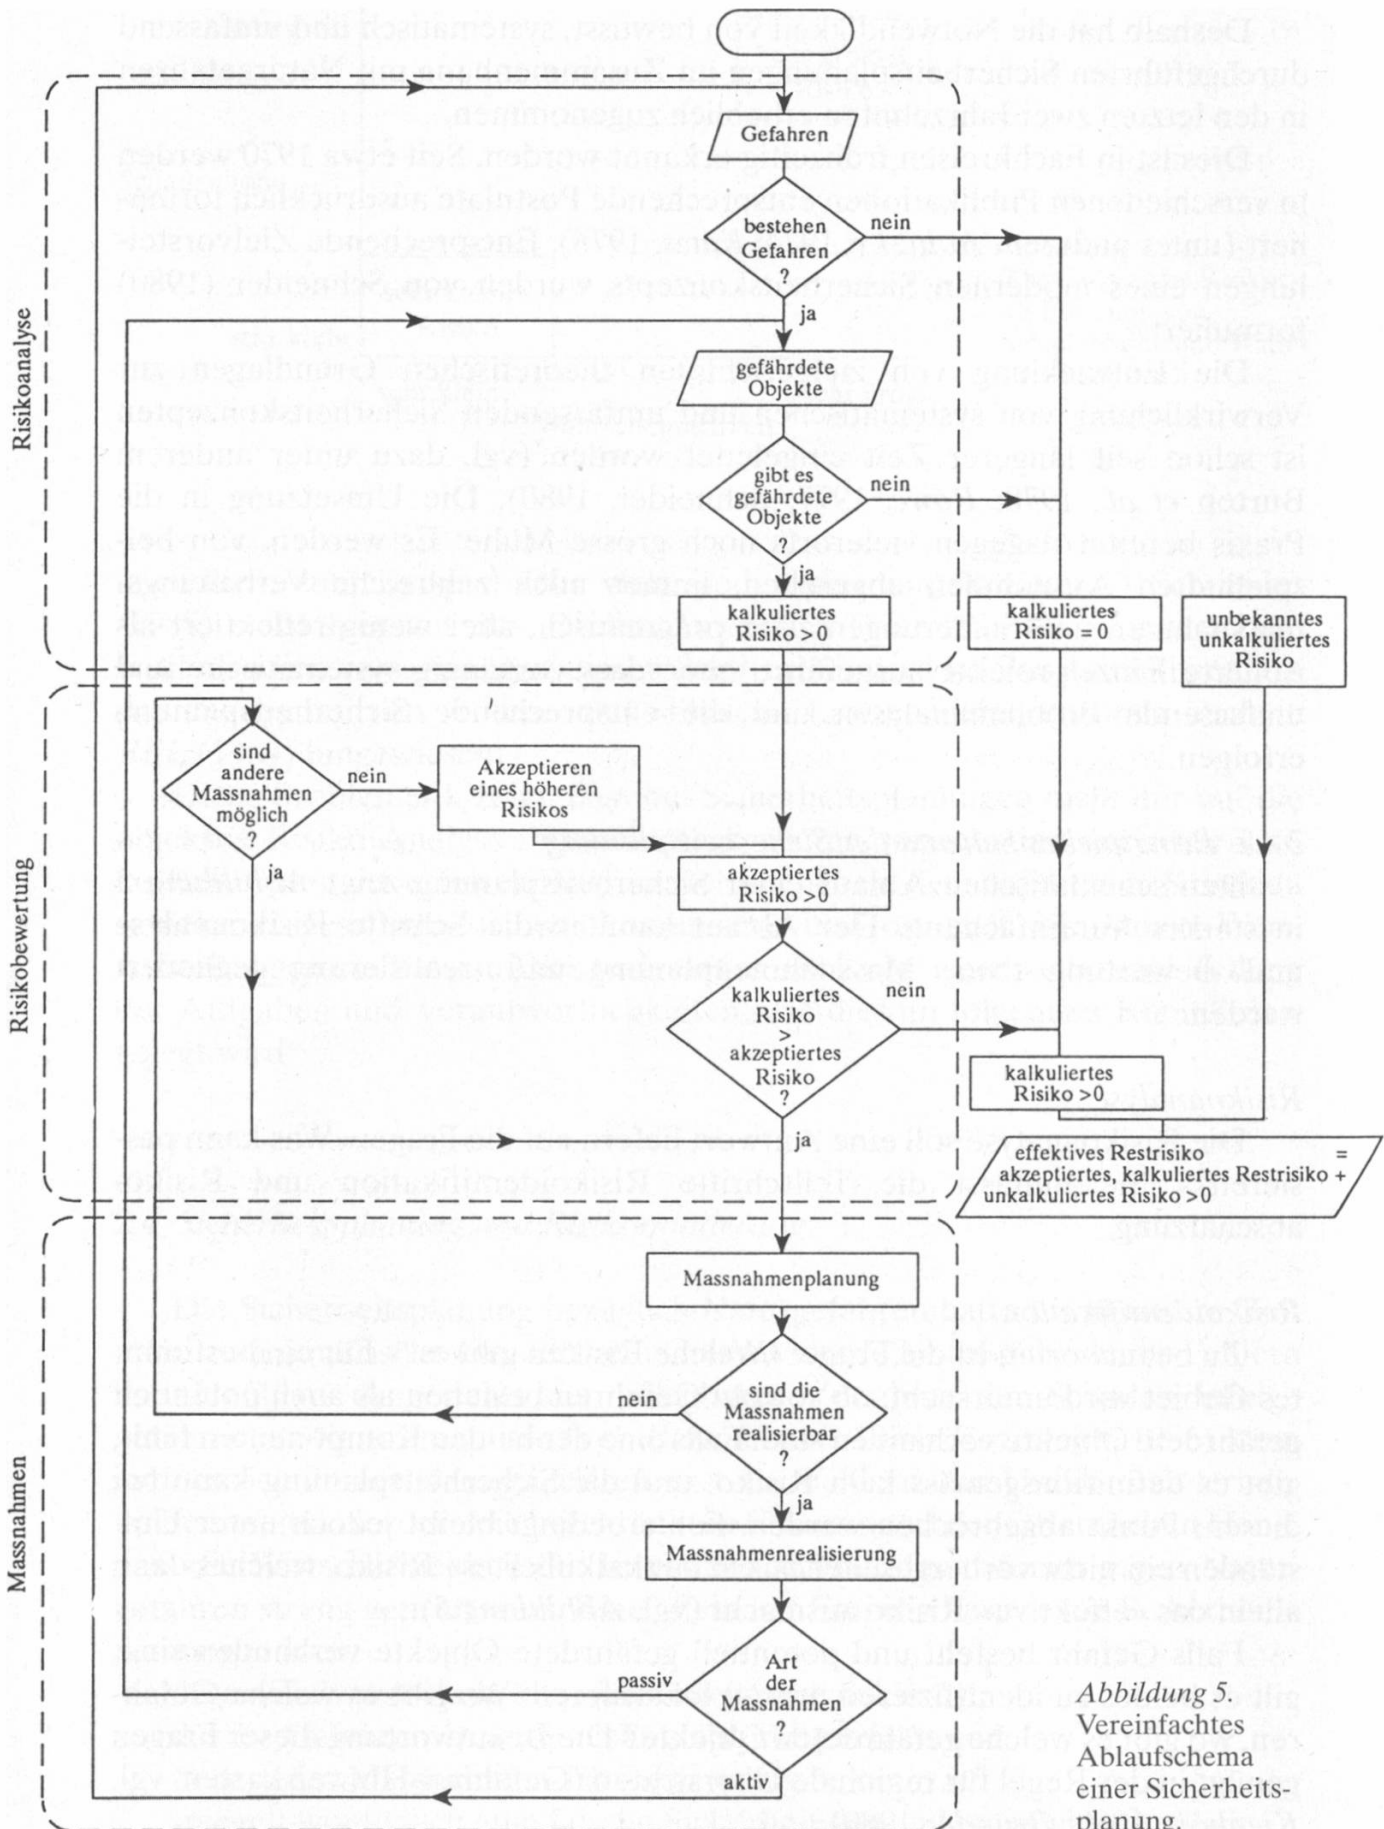 Risikoanalyse
Gefahren
bestehen
Gefahren
?
nein
ja
gefährdete
Objekte
gibt es
gefährdete
Objekte
?
nein
ja
kalkuliertes
Risiko > 0
kalkuliertes
Risiko = 0
unbekanntes
unkalkuliertes
Risiko
Risikobewertung
sind
andere
Massnahmen
möglich
?
nein
ja
Akzeptieren
eines höheren
Risikos
akzeptiertes
Risiko >0
kalkuliertes
Risiko
>
akzeptiertes
Risiko
?
nein
ja
kalkuliertes
Risiko >0
effektives Restrisiko =
akzeptiertes, kalkuliertes Restrisiko +
unkalkuliertes Risiko >0
Massnahmen
Massnahmenplanung
sind die
Massnahmen
realisierbar
?
nein
ja
Massnahmenrealisierung
Art
der
Massnahmen
?
passiv
aktiv
Abbildung 5.
Vereinfachtes
Ablaufschema
einer Sicherheits-
planung.